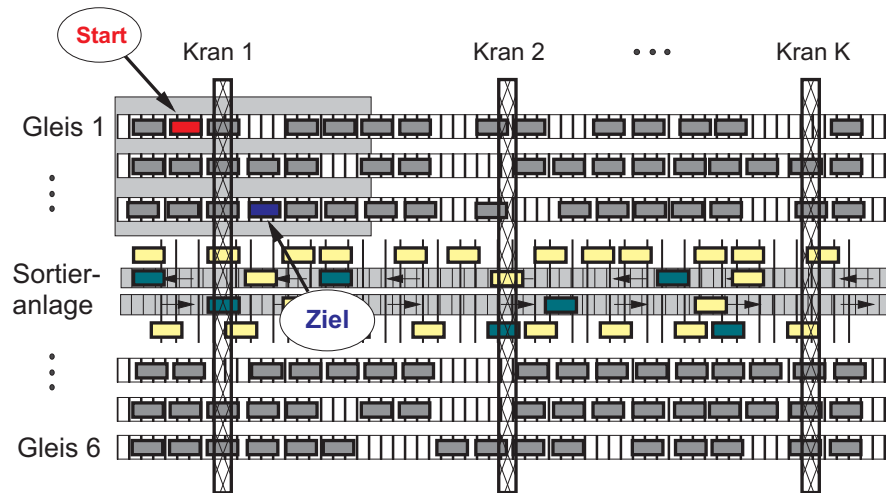 Start
Kran 1
Kran 2
• • •
Kran K
Gleis 1
Sortier-
anlage
Ziel
Gleis 6